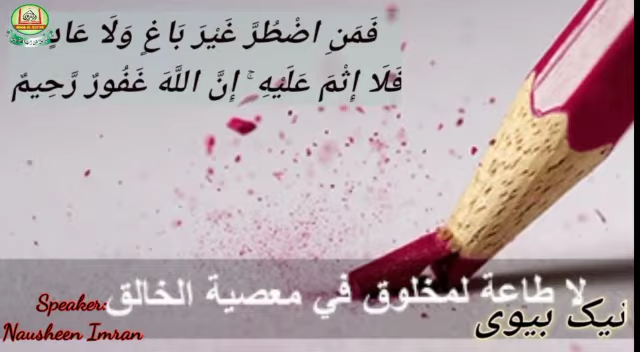 فَمَنِ اضْطُرَّ غَيْرَ بَاغٍ وَلَا عَادٍ
فَلَا إِثْمَ عَلَيْهِ ۚ إِنَّ اللَّهَ غَفُورٌ رَّحِيمٌ
لا طاعة لمخلوق في معصية الخالق
نیک بیوی
Speaker:
Nausheen Imran